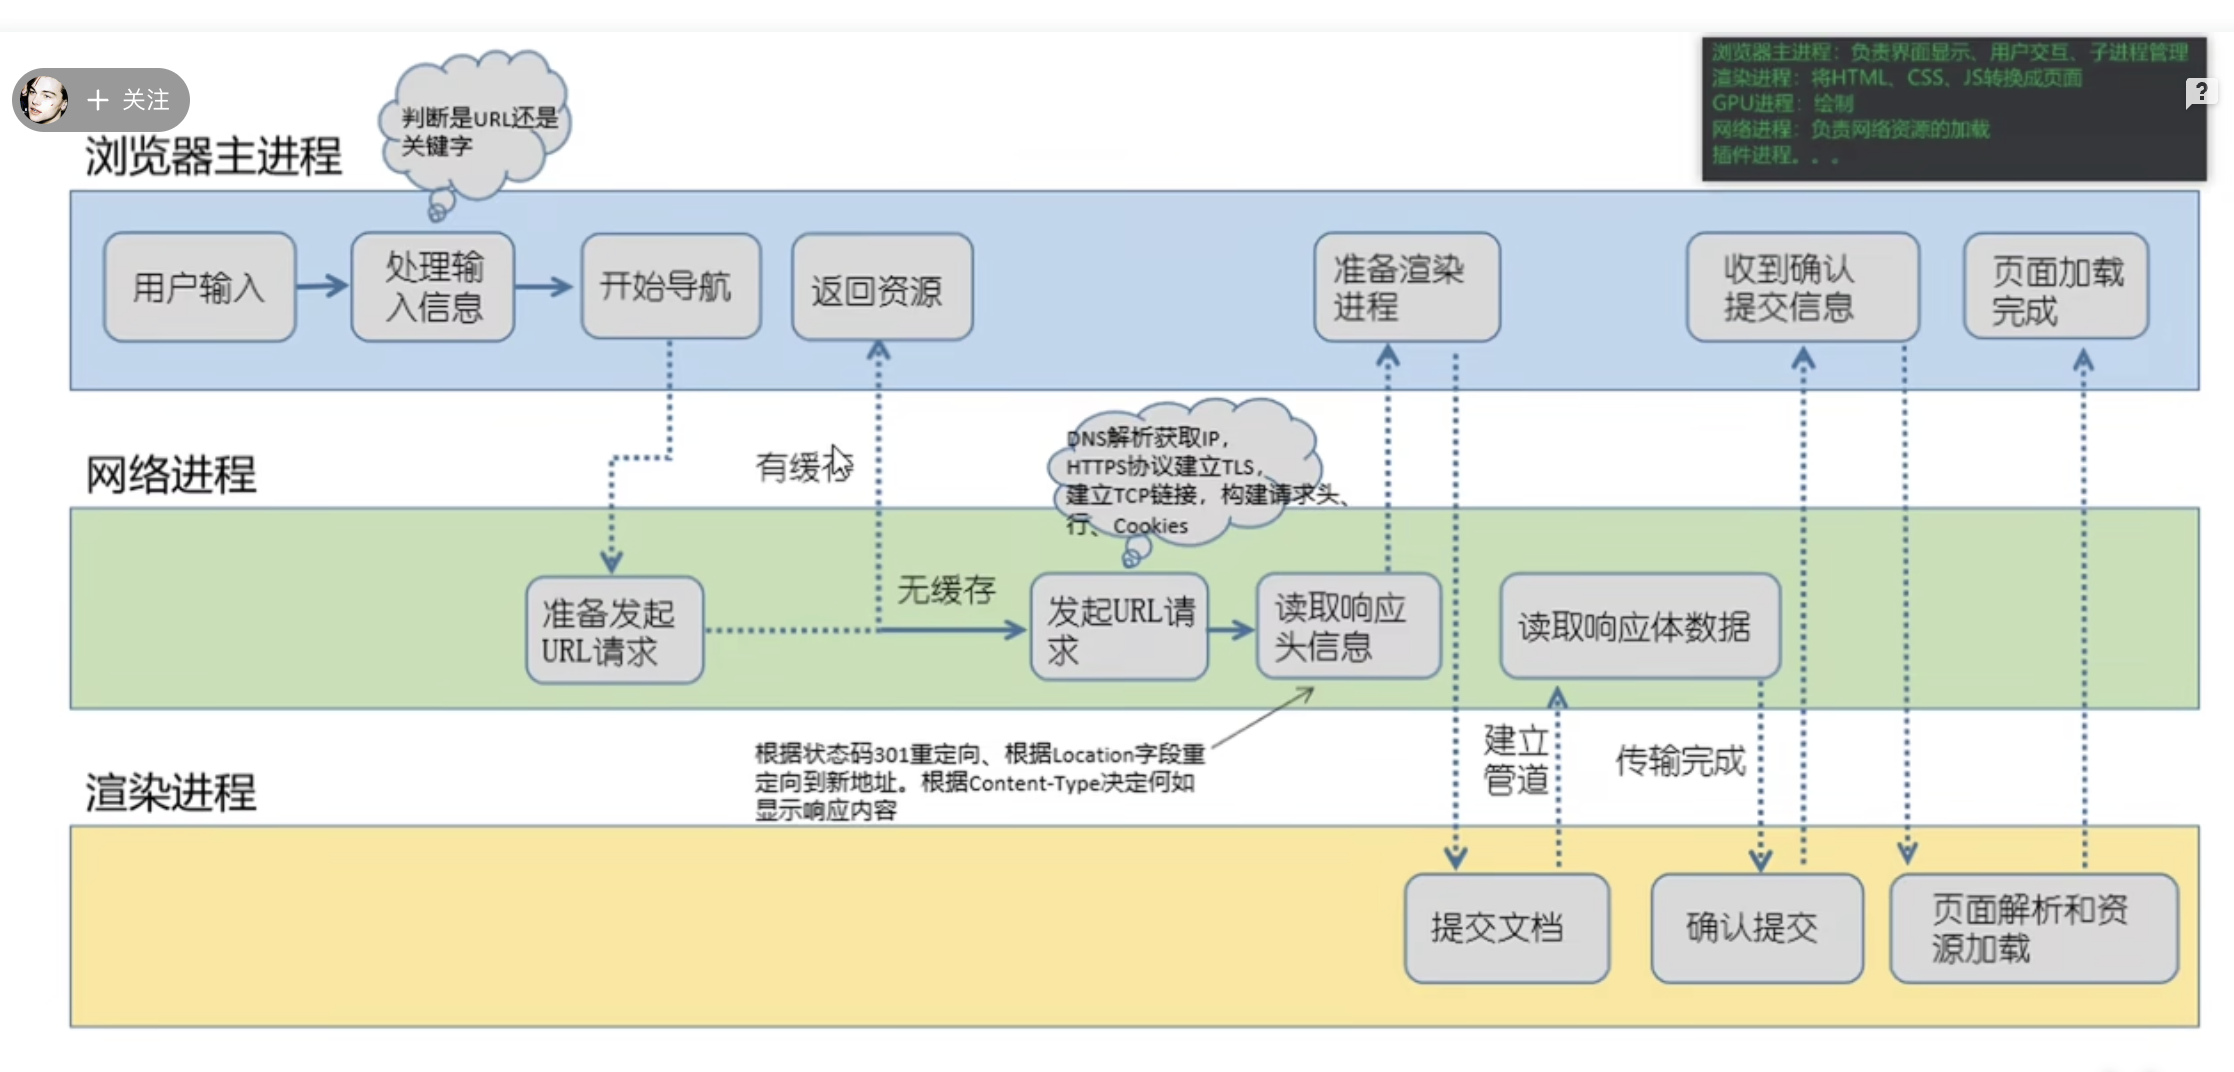 浏览器主进程：负责界面显示、用户交互、子进程管理
渲染进程：将HTML、CSS、JS转换成页面
GPU进程：绘制
网络进程：负责网络资源的加载
插件进程。。。
?
+ 关注
判断是URL还是
关键字
浏览器主进程
用户输入
处理输
入信息
开始导航
返回资源
准备渲染
进程
收到确认
提交信息
页面加载
完成
有缓存
DNS解析获取IP，
HTTPS协议建立TLS，
建立TCP链接，构建请求头、
行、Cookies
网络进程
准备发起
URL请求
无缓存
发起URL请
求
读取响应
头信息
读取响应体数据
根据状态码301重定向、根据Location字段重
定向到新地址。根据Content-Type决定何如
显示响应内容
建立
管道
传输完成
渲染进程
提交文档
确认提交
页面解析和资
源加载